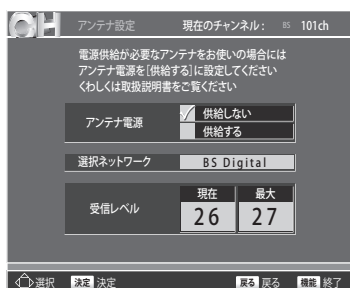 CH アンテナ設定 現在のチャンネル： BS 101ch
電源供給が必要なアンテナをお使いの場合には
アンテナ電源を[供給する]に設定してください
くわしくは取扱説明書をご覧ください
アンテナ電源
供給しない
供給する
選択ネットワーク BS Digital
受信レベル
現在 最大
26 27
選択 決定 決定 戻る 戻る 機能 終了